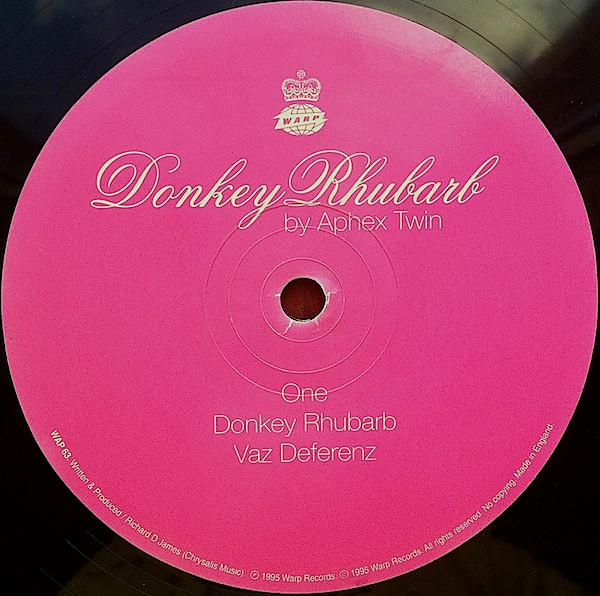 WARP
Donkey Rhubarb
by Aphex Twin
One
Donkey Rhubarb
Vaz Deferenz
WAP 63. Written & Produced / Richard D James (Chrysalis Music) ℗ 1995 Warp Records. © 1995 Warp Records. All rights reserved. No copying. Made in England.